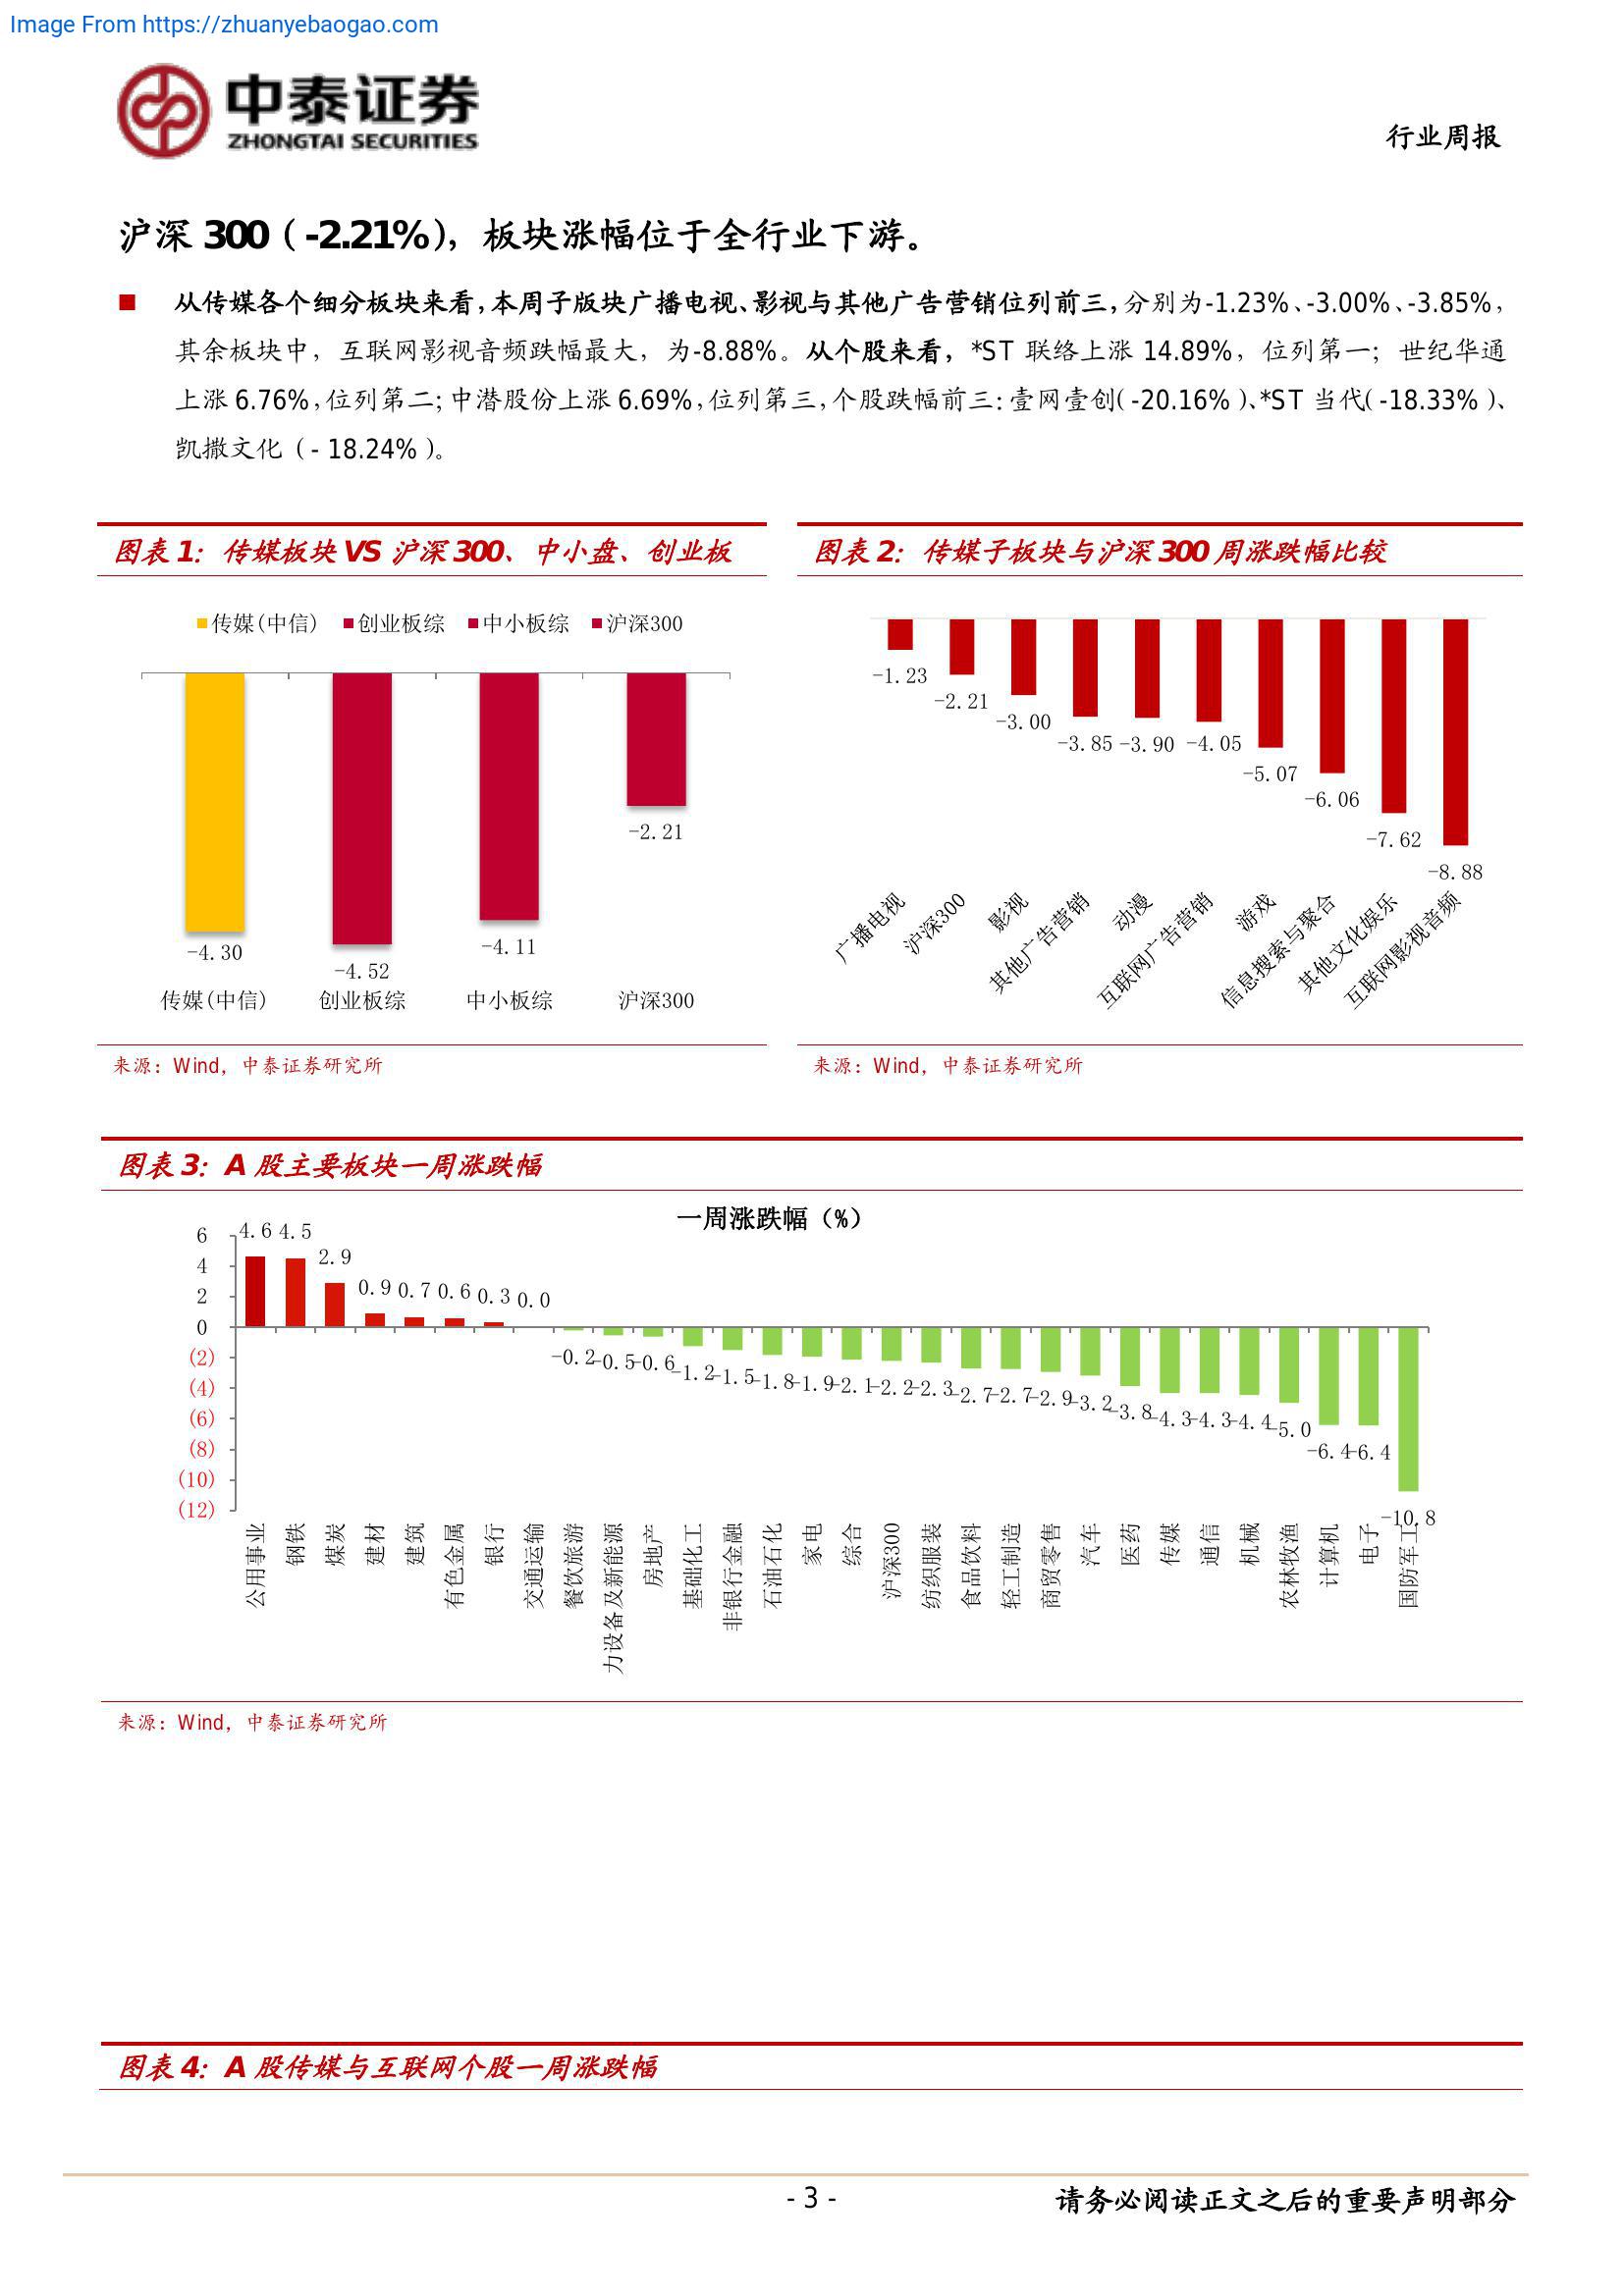 Image From https://zhuanyebaogao.com
中泰证券
ZHONGTAI SECURITIES
行业周报
沪深 300（-2.21%），板块涨幅位于全行业下游。
■ 从传媒各个细分板块来看，本周子版块广播电视、影视与其他广告营销位列前三，分别为-1.23%、-3.00%、-3.85%，
其余板块中，互联网影视音频跌幅最大，为-8.88%。从个股来看，*ST 联络上涨 14.89%，位列第一；世纪华通
上涨 6.76%，位列第二；中潜股份上涨 6.69%，位列第三，个股跌幅前三：壹网壹创（-20.16%）、*ST 当代（-18.33%）、
凯撒文化（- 18.24%）。
图表 1：传媒板块 VS 沪深 300、中小盘、创业板
传媒(中信) 创业板综 中小板综 沪深300
-4.30
-4.52
-4.11
-2.21
传媒(中信) 创业板综 中小板综 沪深300
来源：Wind，中泰证券研究所
图表 2：传媒子板块与沪深 300 周涨跌幅比较
-1.23
-2.21
-3.00
-3.85
-3.90
-4.05
-5.07
-6.06
-7.62
-8.88
广播电视
沪深300
影视
其他广告营销
动漫
互联网广告营销
游戏
信息搜索与聚合
其他文化娱乐
互联网影视音频
来源：Wind，中泰证券研究所
图表 3：A 股主要板块一周涨跌幅
一周涨跌幅（%）
6
4
2
0
(2)
(4)
(6)
(8)
(10)
(12)
4.6 4.5 2.9 0.9 0.7 0.6 0.3 0.0 -0.2 -0.5 -0.6 -1.2 -1.5 -1.8 -1.9 -2.1 -2.2 -2.3 -2.7 -2.7 -2.9 -3.2 -3.8 -4.3 -4.3 -4.4 -5.0 -6.4 -6.4 -10.8
公用事业
钢铁
煤炭
建材
建筑
有色金属
银行
交通运输
餐饮旅游
力设备及新能源
房地产
基础化工
非银行金融
石油石化
家电
综合
沪深300
纺织服装
食品饮料
轻工制造
商贸零售
汽车
医药
传媒
通信
机械
农林牧渔
计算机
电子
国防军工
来源：Wind，中泰证券研究所
图表 4：A 股传媒与互联网个股一周涨跌幅
- 3 -
请务必阅读正文之后的重要声明部分